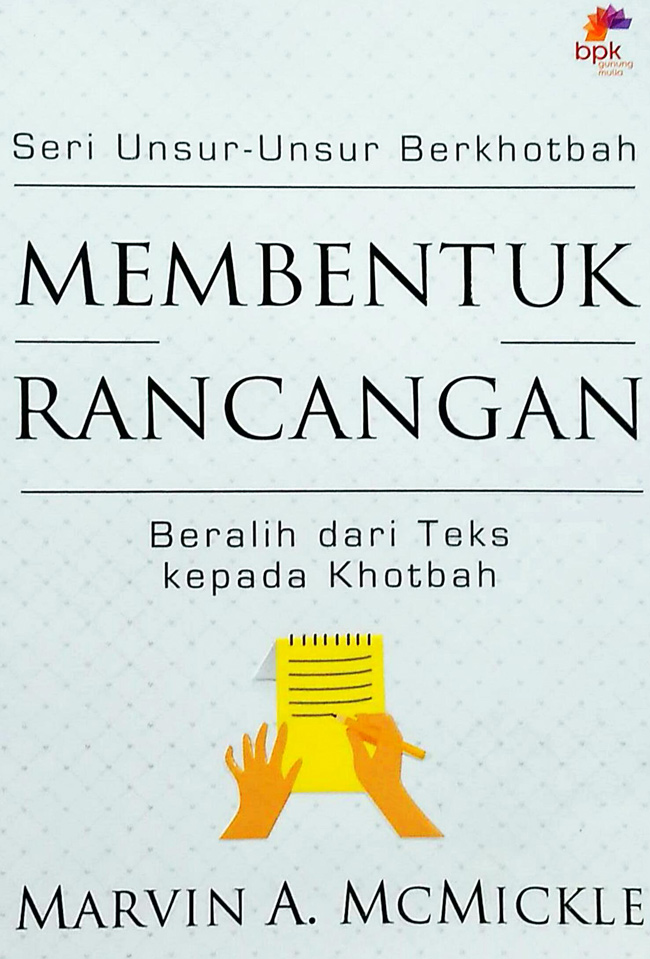 bpk
gunung
mulia
Seri Unsur-Unsur Berkhotbah
MEMBENTUK
RANCANGAN
Beralih dari Teks
kepada Khotbah
MARVIN A. MCMICKLE